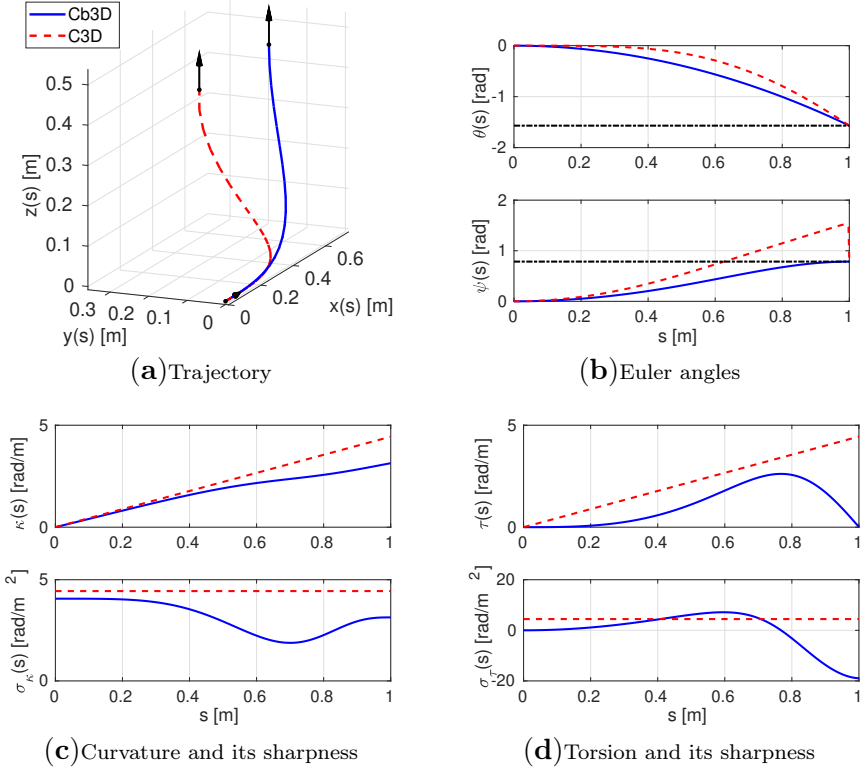 Cb3D
C3D
0.5
0.4
0.3
0.2
0.1
0
z(s) [m]
0.3
0.2
0.1
0
y(s) [m]
0
0.2
0.4
0.6
x(s) [m]
(a)Trajectory
0
-1
-2
θ(s) [rad]
0 0.2 0.4 0.6 0.8 1
2
1
0
ψ(s) [rad]
0 0.2 0.4 0.6 0.8 1
s [m]
(b)Euler angles
5
0
κ(s) [rad/m]
0 0.2 0.4 0.6 0.8 1
5
0
σκ(s) [rad/m 2]
0 0.2 0.4 0.6 0.8 1
s [m]
(c)Curvature and its sharpness
5
0
τ(s) [rad/m]
0 0.2 0.4 0.6 0.8 1
20
0
-20
στ(s) [rad/m 2]
0 0.2 0.4 0.6 0.8 1
s [m]
(d)Torsion and its sharpness